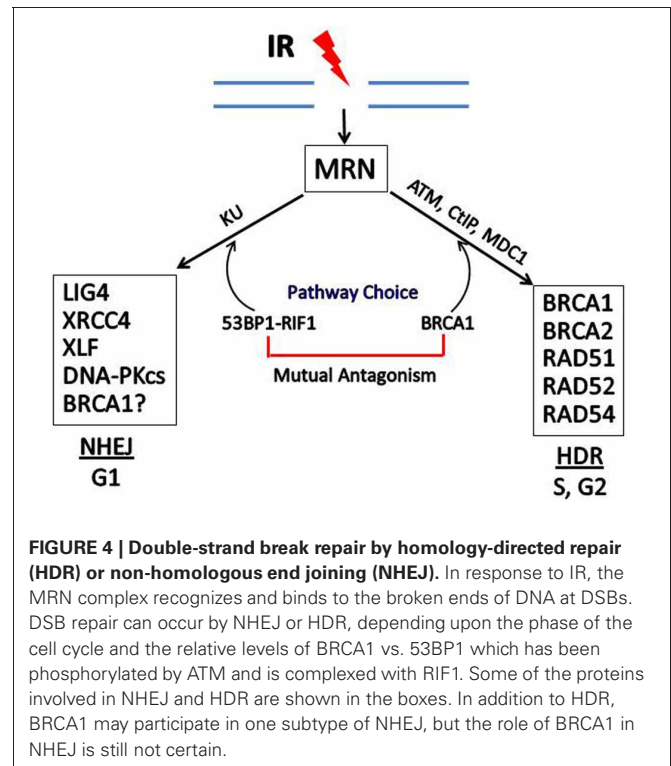 IR
MRN
KU
ATM, CtIP, MDC1
LIG4
XRCC4
XLF
DNA-PKcs
BRCA1?
NHEJ
G1
Pathway Choice
53BP1-RIF1
BRCA1
Mutual Antagonism
BRCA1
BRCA2
RAD51
RAD52
RAD54
HDR
S, G2
FIGURE 4 | Double-strand break repair by homology-directed repair
(HDR) or non-homologous end joining (NHEJ). In response to IR, the
MRN complex recognizes and binds to the broken ends of DNA at DSBs.
DSB repair can occur by NHEJ or HDR, depending upon the phase of the
cell cycle and the relative levels of BRCA1 vs. 53BP1 which has been
phosphorylated by ATM and is complexed with RIF1. Some of the proteins
involved in NHEJ and HDR are shown in the boxes. In addition to HDR,
BRCA1 may participate in one subtype of NHEJ, but the role of BRCA1 in
NHEJ is still not certain.